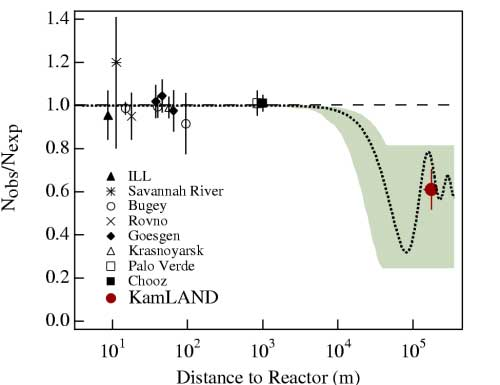 1.4
1.2
1.0
0.8
0.6
0.4
0.2
0.0
Nobs/Nexp
ILL
Savannah River
Bugey
Rovno
Goesgen
Krasnoyarsk
Palo Verde
Chooz
KamLAND
10¹ 10² 10³ 10⁴ 10⁵
Distance to Reactor (m)